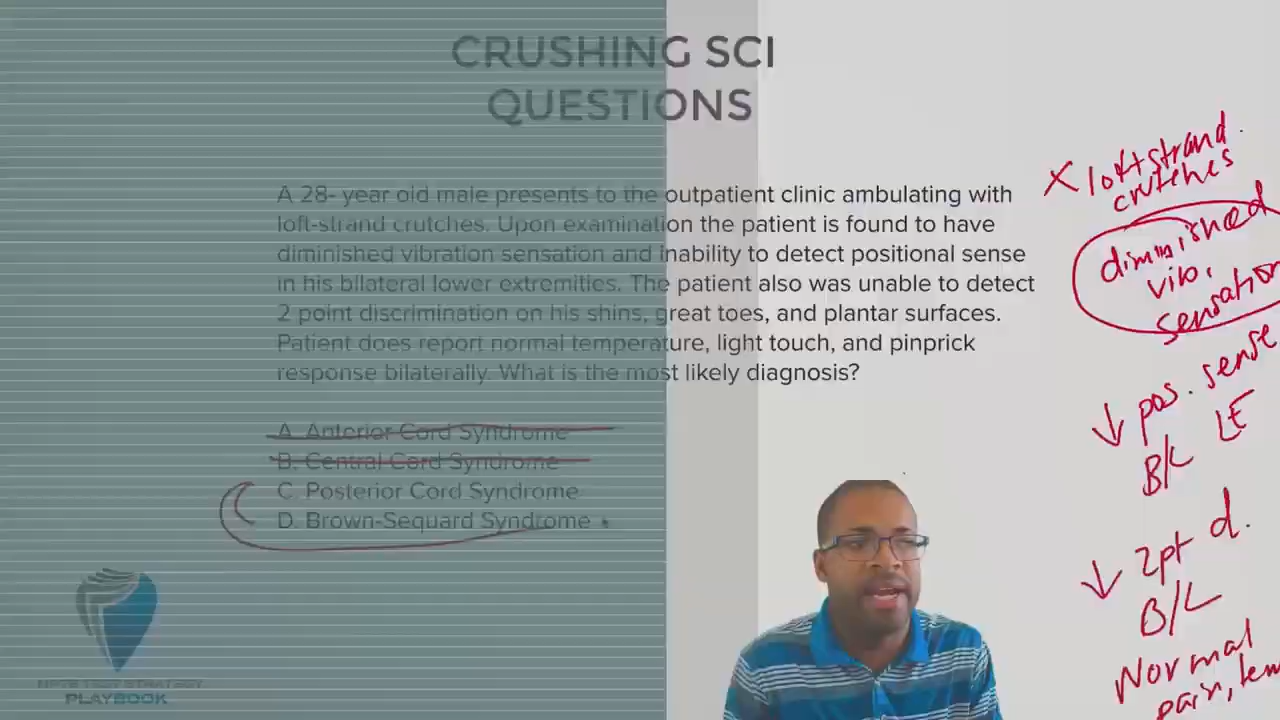 CRUSHING SCI
QUESTIONS
A 28- year old male presents to the outpatient clinic ambulating with
loft-strand crutches. Upon examination the patient is found to have
diminished vibration sensation and inability to detect positional sense
in his bilateral lower extremities. The patient also was unable to detect
2 point discrimination on his shins, great toes, and plantar surfaces.
Patient does report normal temperature, light touch, and pinprick
response bilaterally. What is the most likely diagnosis?
A. Anterior Cord Syndrome
B. Central Cord Syndrome
C. Posterior Cord Syndrome
D. Brown-Sequard Syndrome
X loftstrand
crutches
diminished
vib.
sensation
↓ pos. sense
B/L LE
↓ 2pt d.
B/L
Normal
pain, tem
NPTE TEST STRATEGY
PLAYBOOK